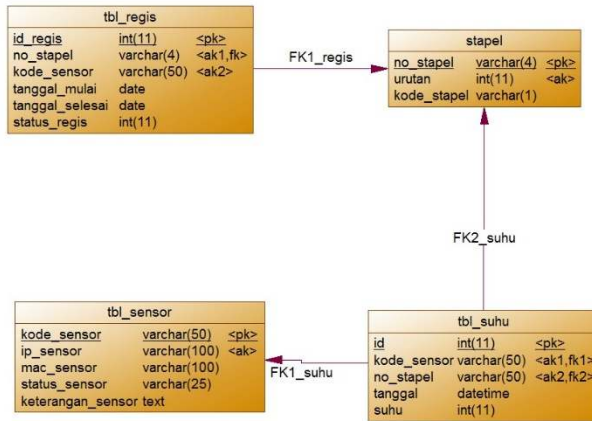 tbl_regis
id_regis int(11) <pk>
no_stapel varchar(4) <ak1,fk>
kode_sensor varchar(50) <ak2>
tanggal_mulai date
tanggal_selesai date
status_regis int(11)
FK1_regis
stapel
no_stapel varchar(4) <pk>
urutan int(11) <ak>
kode_stapel varchar(1)
FK2_suhu
tbl_sensor
kode_sensor varchar(50) <pk>
ip_sensor varchar(100) <ak>
mac_sensor varchar(100)
status_sensor varchar(25)
keterangan_sensor text
FK1_suhu
tbl_suhu
id int(11) <pk>
kode_sensor varchar(50) <ak1,fk1>
no_stapel varchar(50) <ak2,fk2>
tanggal datetime
suhu int(11)